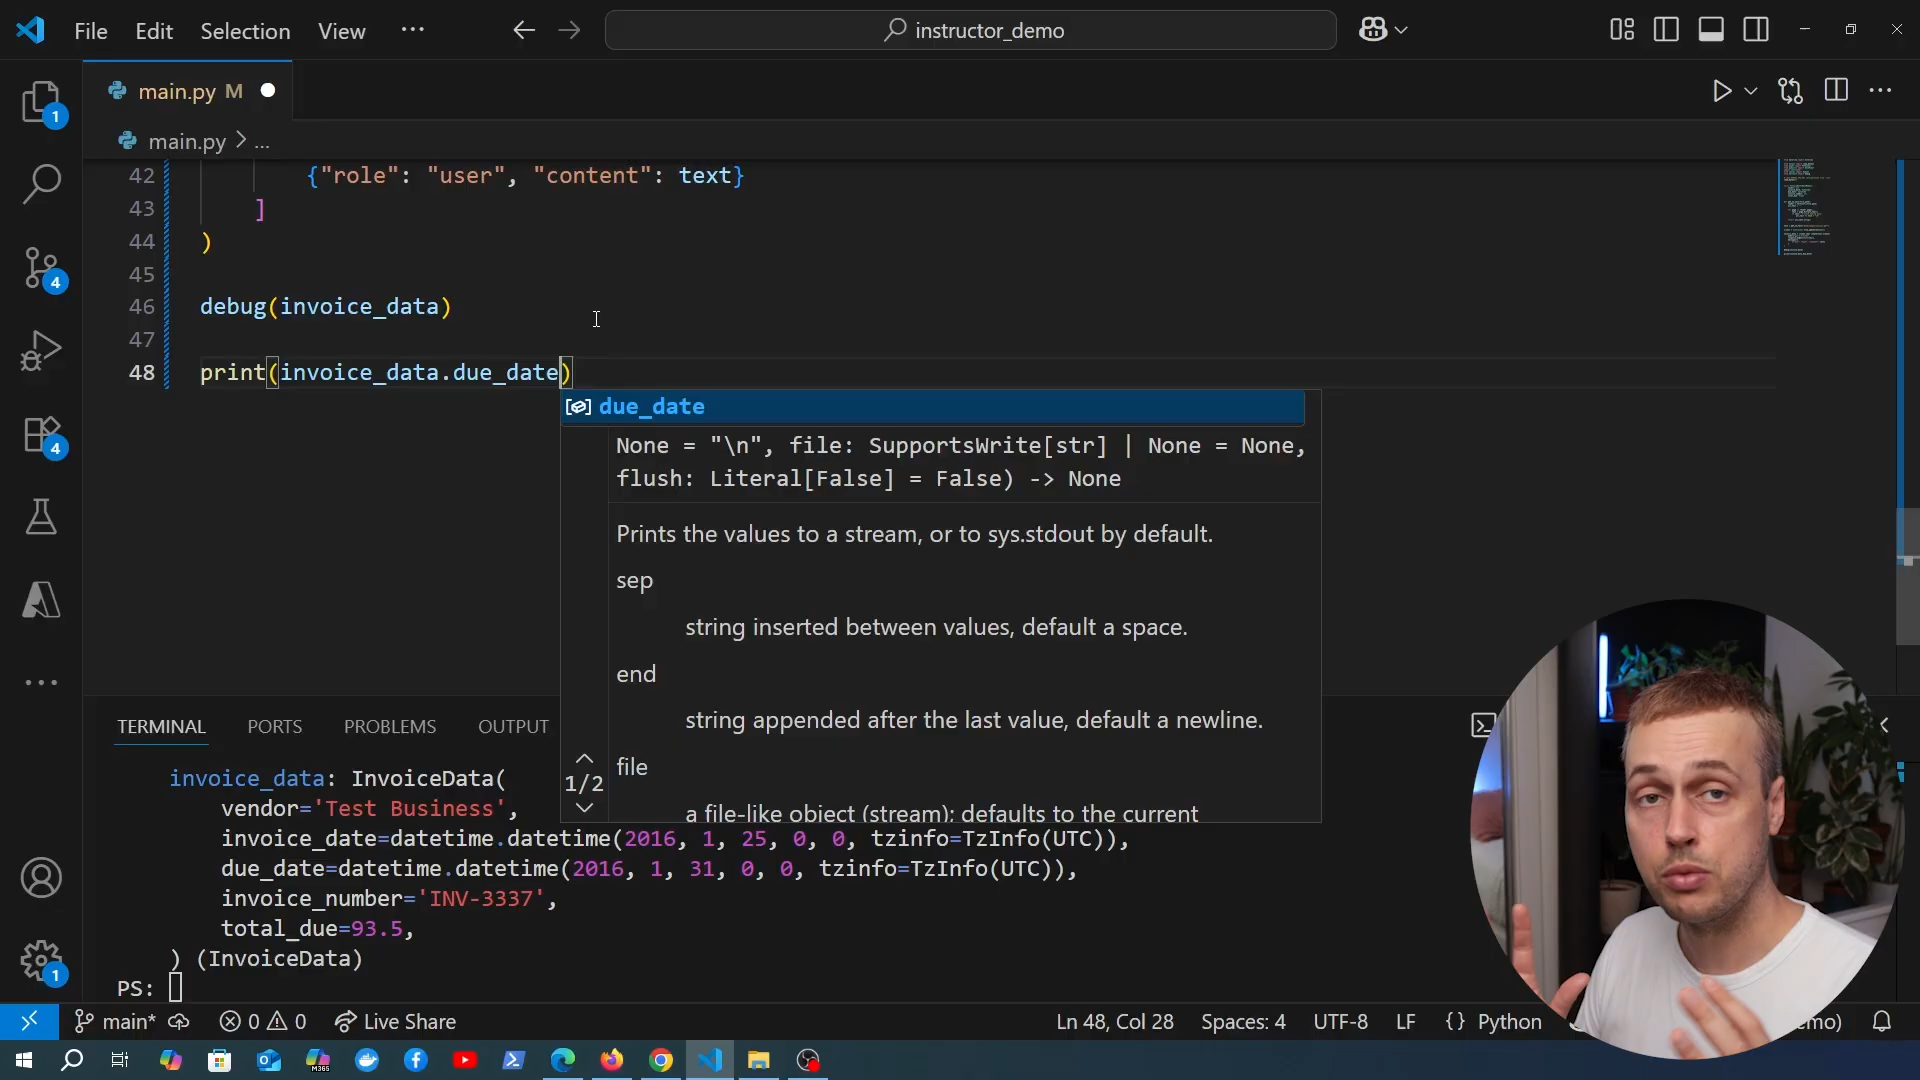 File Edit Selection View ...
instructor_demo
main.py M
main.py > ...
42 {"role": "user", "content": text}
43 ]
44 )
45
46 debug(invoice_data)
47
48 print(invoice_data.due_date)
due_date
None = "\n", file: SupportsWrite[str] | None = None,
flush: Literal[False] = False) -> None
Prints the values to a stream, or to sys.stdout by default.
sep
string inserted between values, default a space.
end
string appended after the last value, default a newline.
1/2
file
a file-like object (stream); defaults to the current
TERMINAL PORTS PROBLEMS OUTPUT
invoice_data: InvoiceData(
vendor='Test Business',
invoice_date=datetime.datetime(2016, 1, 25, 0, 0, tzinfo=TzInfo(UTC)),
due_date=datetime.datetime(2016, 1, 31, 0, 0, tzinfo=TzInfo(UTC)),
invoice_number='INV-3337',
total_due=93.5,
) (InvoiceData)
PS:
1
4
4
1
main* 0 0 Live Share Ln 48, Col 28 Spaces: 4 UTF-8 LF {} Python
M365